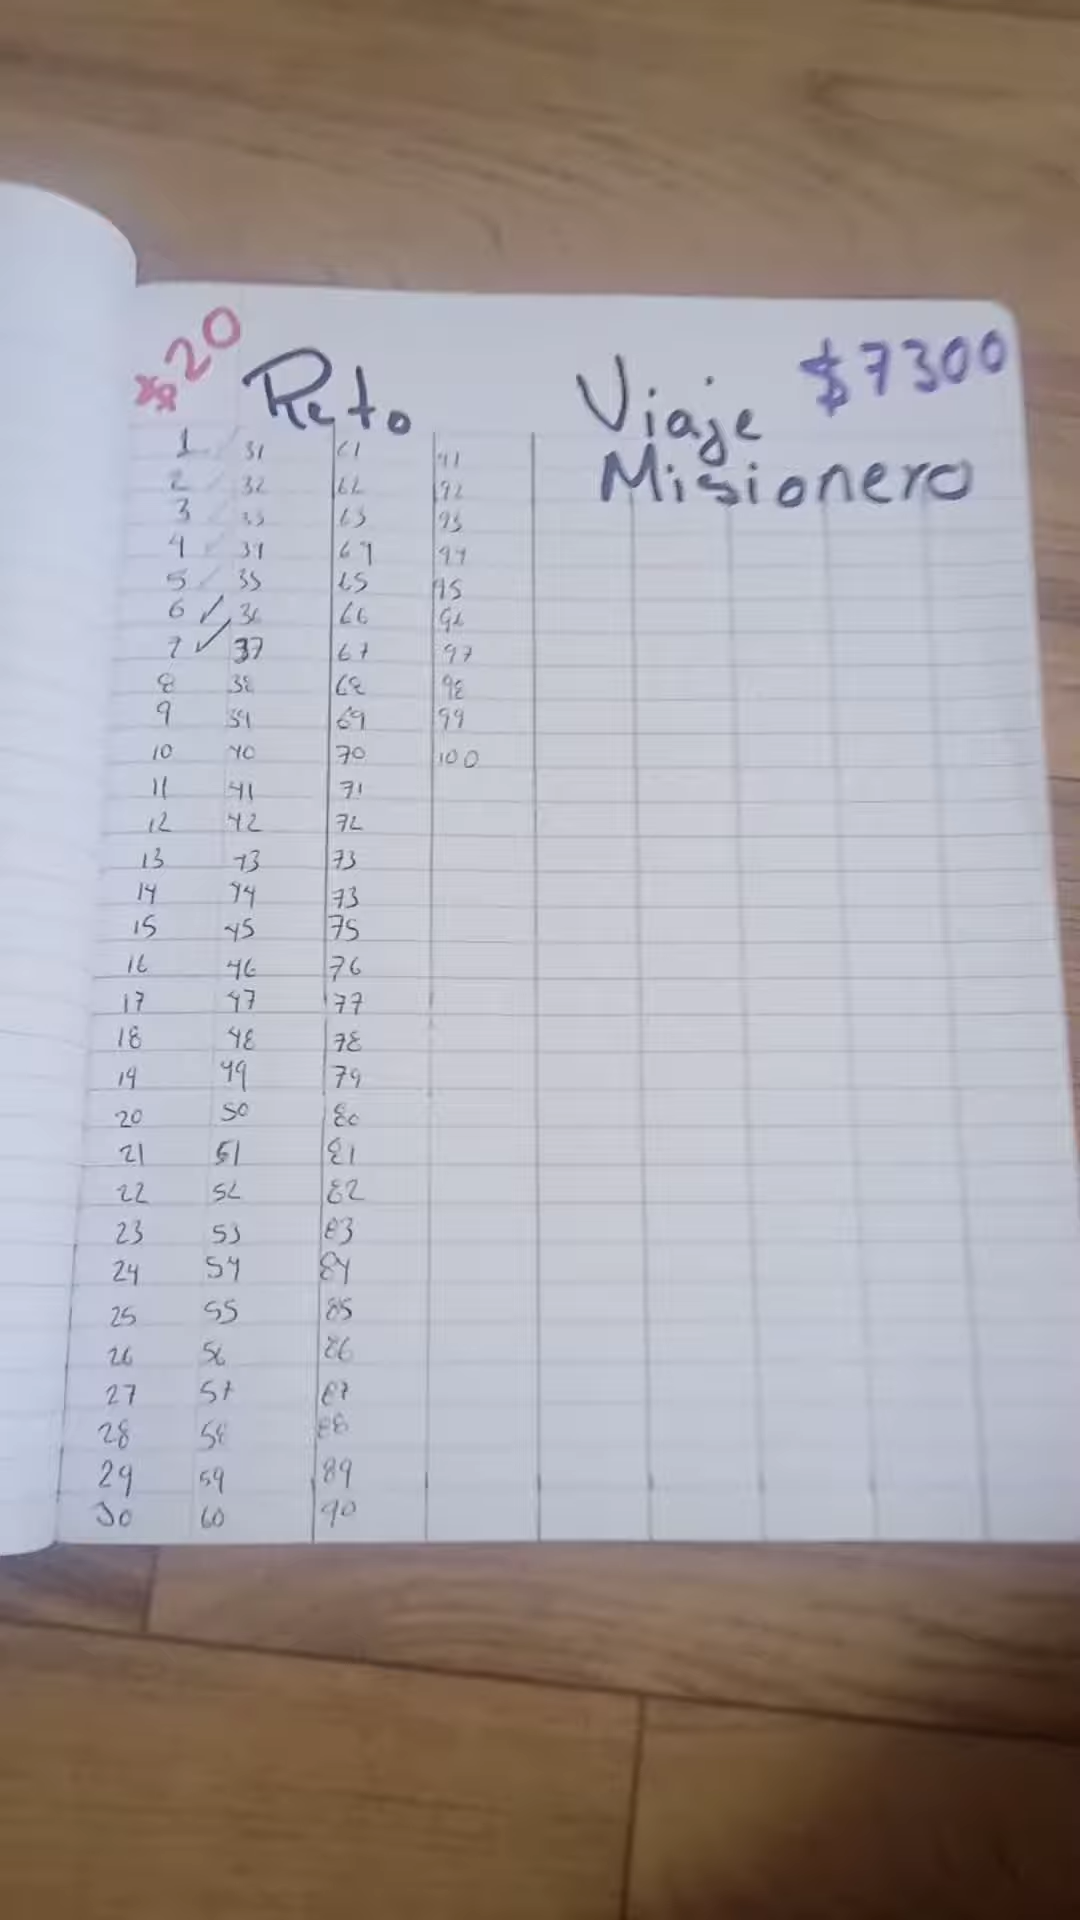 $20
Reto
Viaje $7300
Misionero
1 31 61 91
2 32 62 92
3 33 63 93
4 34 64 94
5 35 65 95
6 36 66 96
7 37 67 97
8 38 68 98
9 39 69 99
10 40 70 100
11 41 71
12 42 72
13 43 73
14 44 73
15 45 75
16 46 76
17 47 77
18 48 78
19 49 79
20 50 80
21 51 81
22 52 82
23 53 83
24 54 84
25 55 85
26 56 86
27 57 87
28 58 88
29 59 89
30 60 90